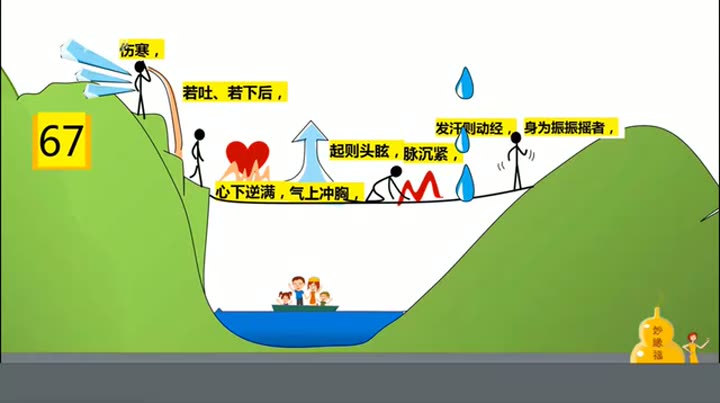 伤寒，
67
若吐、若下后，
心下逆满，气上冲胸，
起则头眩，
脉沉紧，
发汗则动经，
身为振振摇者，
妙缘福